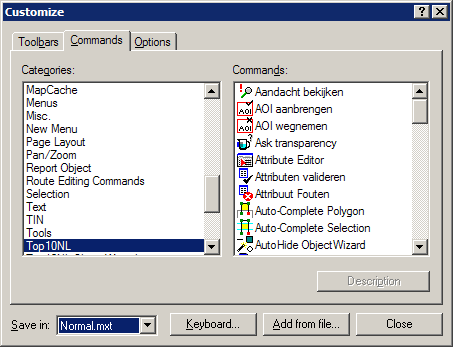 Customize
Toolbars Commands Options
Categories:
MapCache
Menus
Misc.
New Menu
Page Layout
Pan/Zoom
Report Object
Route Editing Commands
Selection
Text
TIN
Tools
Top10NL
Commands:
Aandacht bekijken
AOI aanbrengen
AOI wegnemen
Ask transparency
Attribute Editor
Attributen valideren
Attribuut Fouten
Auto-Complete Polygon
Auto-Complete Selection
AutoHide ObjectWizard
Description
Save in: Normal.mxt Keyboard... Add from file... Close